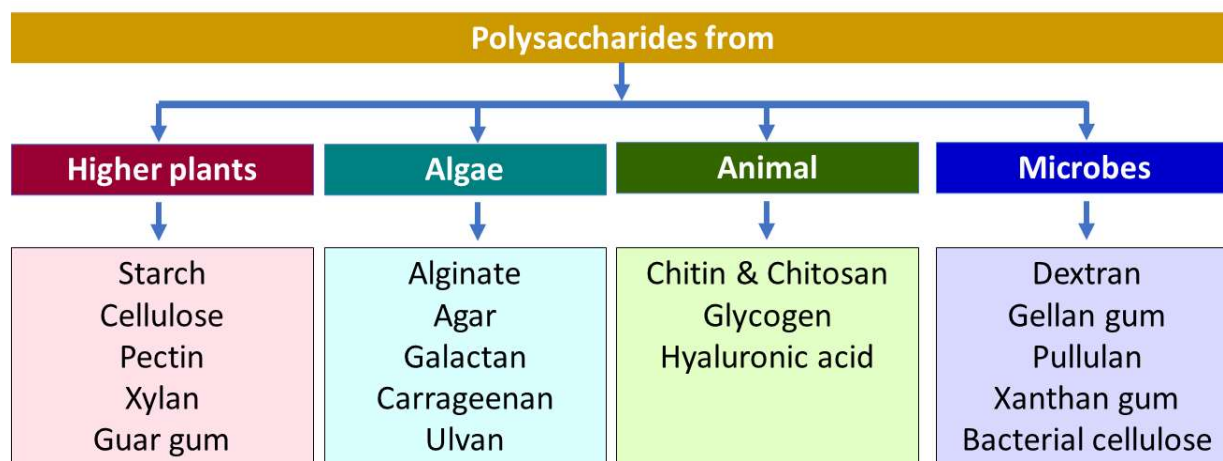 Polysaccharides from
Higher plants
Algae
Animal
Microbes
Starch
Cellulose
Pectin
Xylan
Guar gum
Alginate
Agar
Galactan
Carrageenan
Ulvan
Chitin & Chitosan
Glycogen
Hyaluronic acid
Dextran
Gellan gum
Pullulan
Xanthan gum
Bacterial cellulose